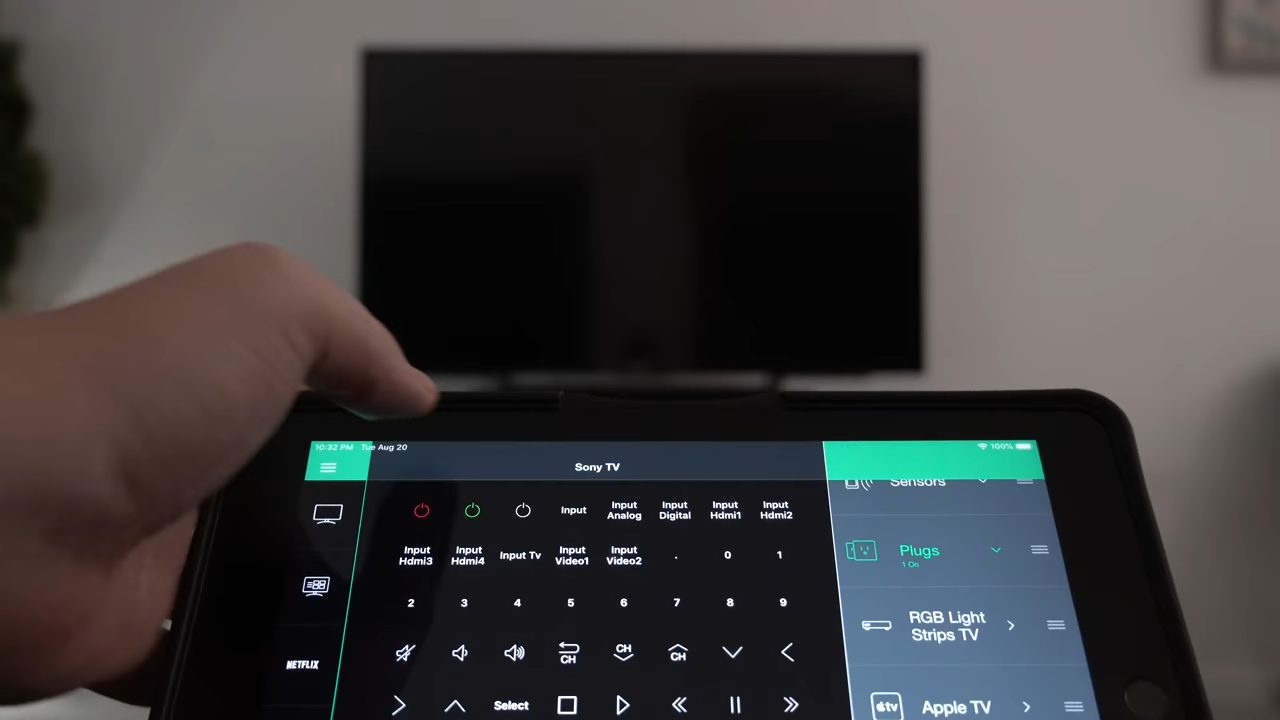 10:32 PM Tue Aug 20
100%
Sony TV
Sensors
Input
Input Analog
Input Digital
Input Hdmi1
Input Hdmi2
Input Hdmi3
Input Hdmi4
Input Tv
Input Video1
Input Video2
.
0
1
Plugs
1 On
2
3
4
5
6
7
8
9
RGB Light
Strips TV
CH
CH
CH
NETFLIX
Select
tv
Apple TV